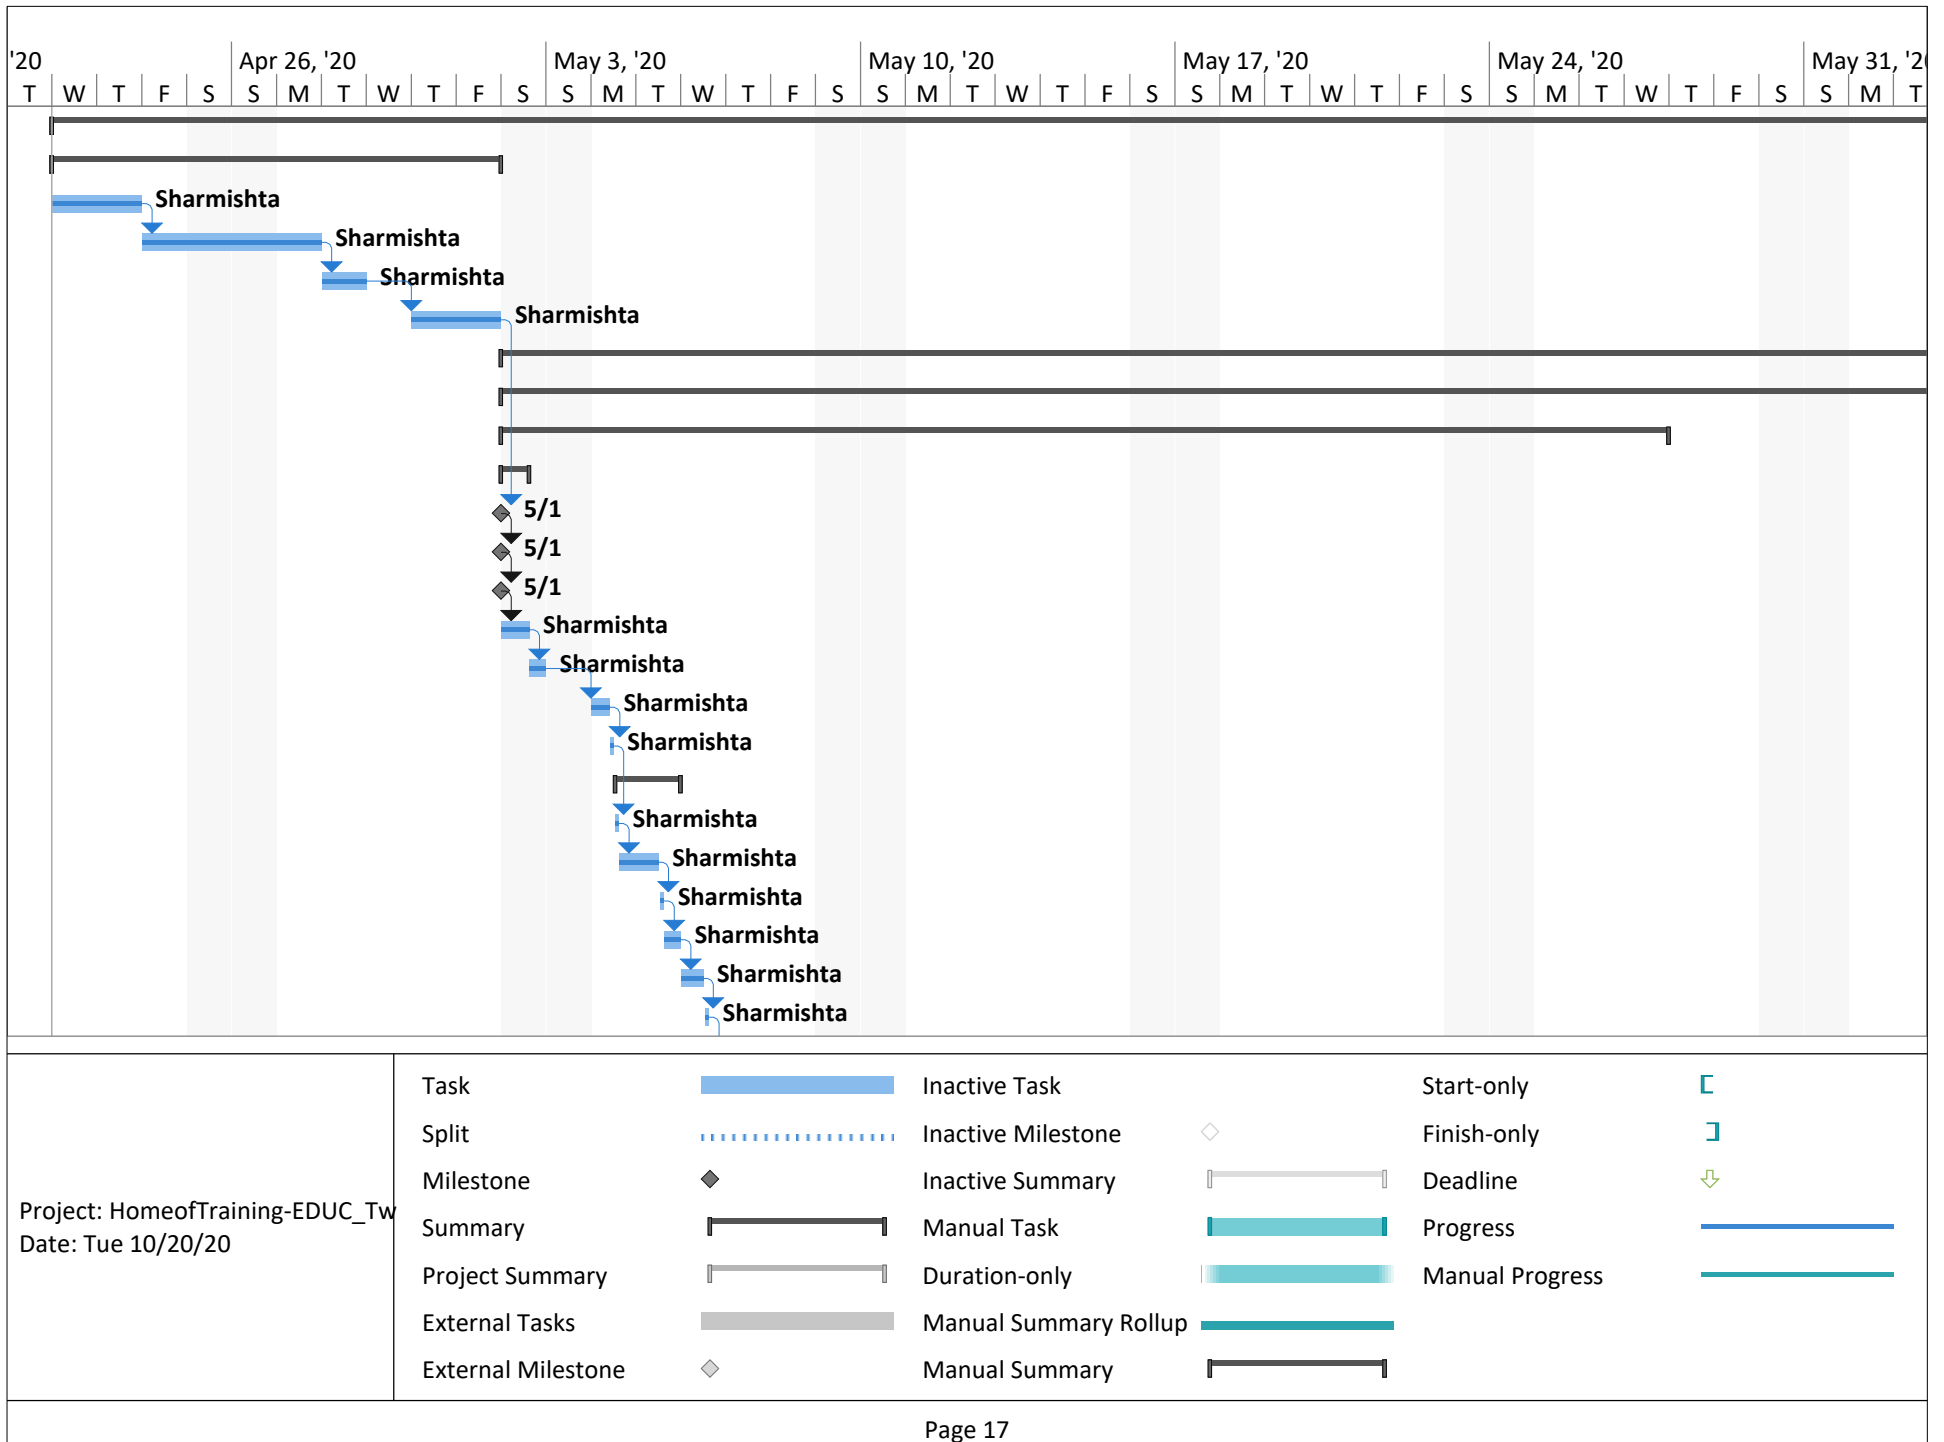 '20 Apr 26, '20 May 3, '20 May 10, '20 May 17, '20 May 24, '20 May 31, '20
T W T F S S M T W T F S S M T W T F S S M T W T F S S M T W T F S S M T W T F S S M T
Sharmishta
Sharmishta
Sharmishta
Sharmishta
5/1
5/1
5/1
Sharmishta
Sharmishta
Sharmishta
Sharmishta
Sharmishta
Sharmishta
Sharmishta
Sharmishta
Sharmishta
Sharmishta
Project: HomeofTraining-EDUC_Tw
Date: Tue 10/20/20
Task
Split
Milestone
Summary
Project Summary
External Tasks
External Milestone
Inactive Task
Inactive Milestone
Inactive Summary
Manual Task
Duration-only
Manual Summary Rollup
Manual Summary
Start-only
Finish-only
Deadline
Progress
Manual Progress
Page 17